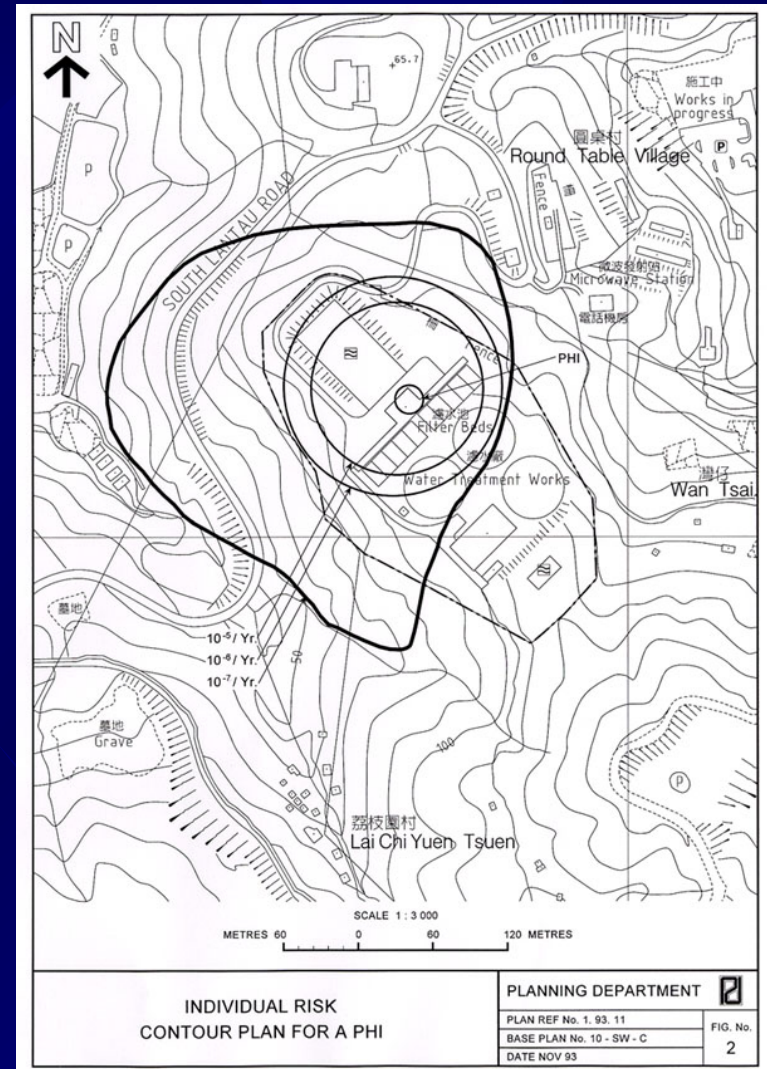 N
65.7
施工中
Works in
progress
P
圓桌村
Round Table Village
Fence
P
SOUTH LANTAU ROAD
P
微波發射站
Microwave Station
電話機房
Fence
PHI
濾水池
Filter Beds
濾水廠
Water Treatment Works
灣仔
Wan Tsai
墓地
10-5/ Yr.
10-6/ Yr.
10-7/ Yr.
50
墓地
Grave
100
P
荔枝園村
Lai Chi Yuen Tsuen
SCALE 1 : 3 000
METRES 60 0 60 120 METRES
INDIVIDUAL RISK
CONTOUR PLAN FOR A PHI
PLANNING DEPARTMENT
PLAN REF No. 1. 93. 11
BASE PLAN No. 10 - SW - C
DATE NOV 93
FIG. No.
2